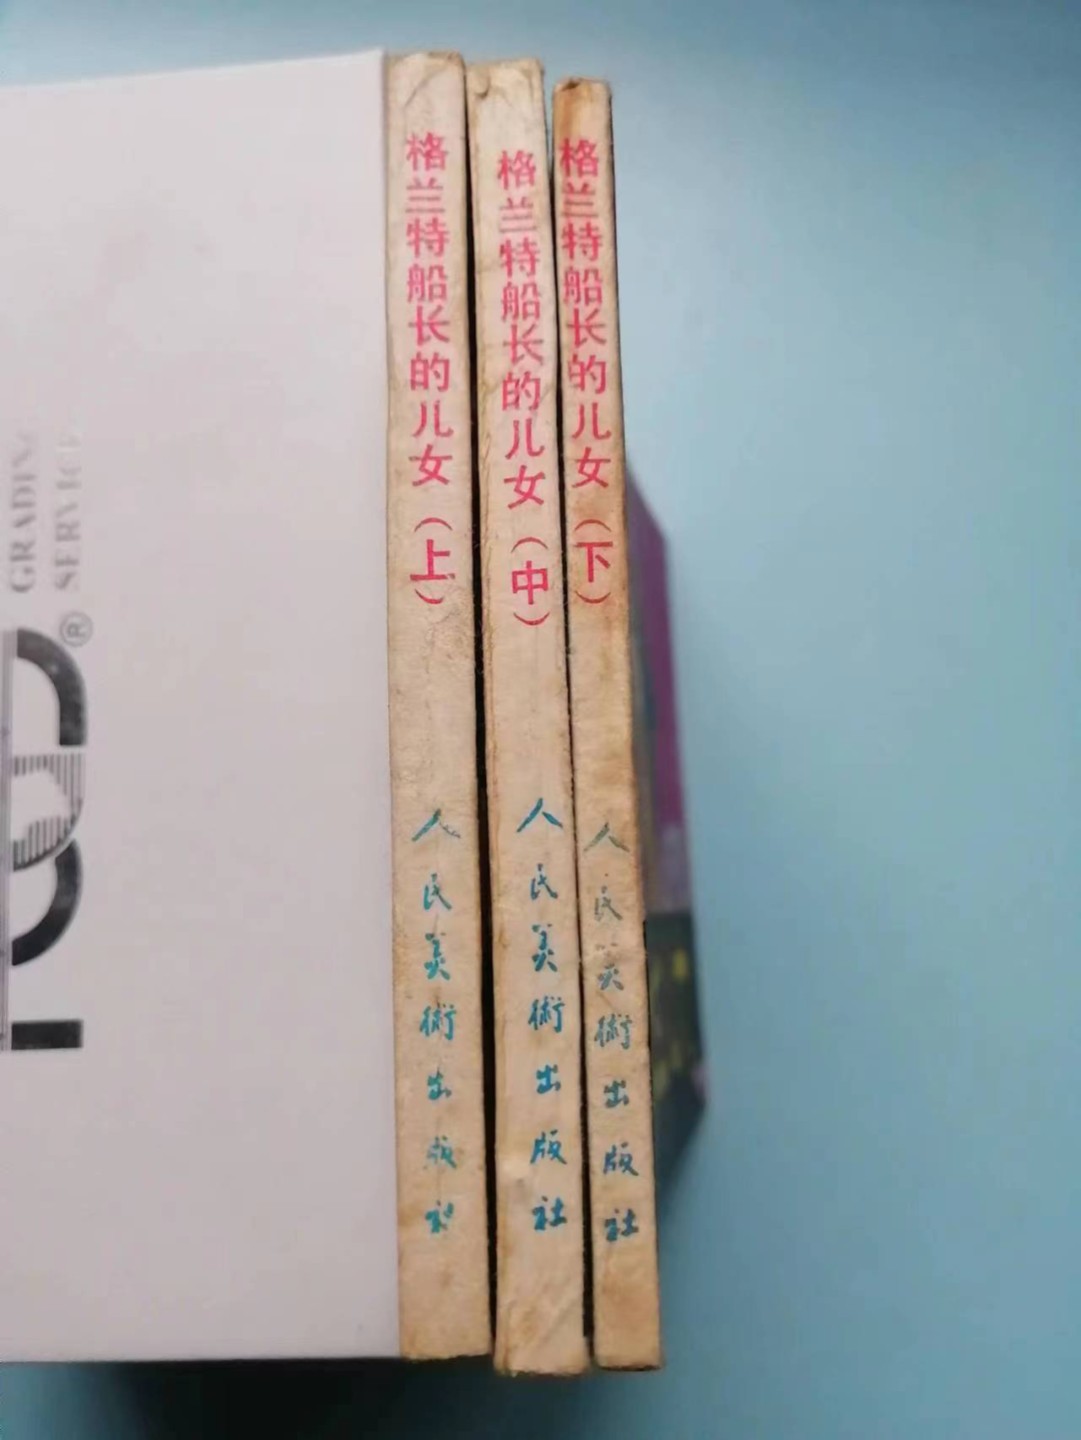 GRADING
SERVICE
®
格兰特船长的儿女(上)
人民美術出版社
格兰特船长的儿女(中)
人民美術出版社
格兰特船长的儿女(下)
人民美術出版社